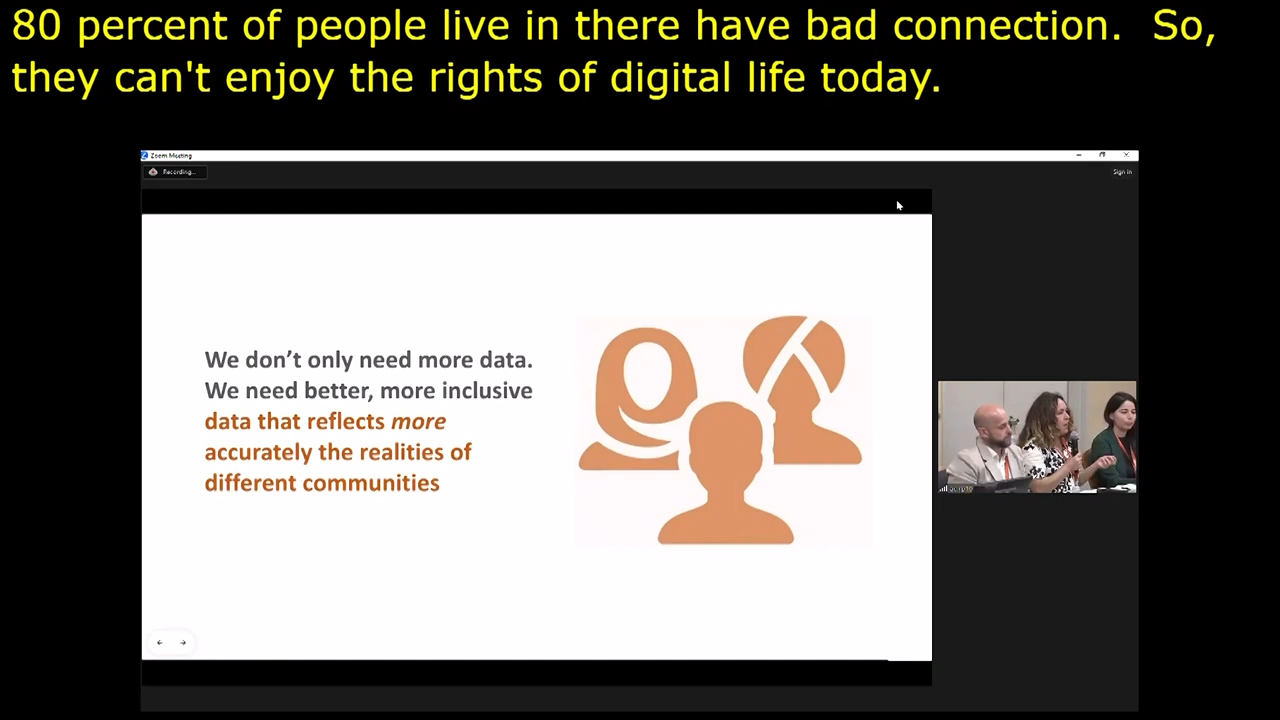 80 percent of people live in there have bad connection.  So,
they can't enjoy the rights of digital life today.
Zoom Meeting
Recording...
Sign in
We don’t only need more data.
We need better, more inclusive
data that reflects more
accurately the realities of
different communities